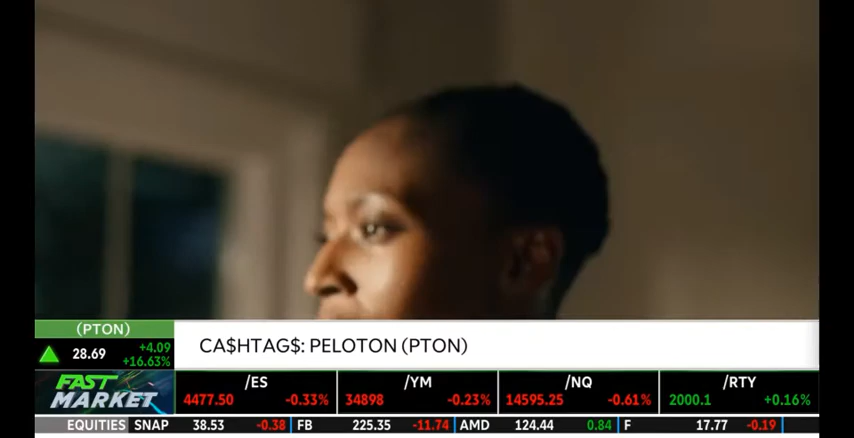 (PTON)
28.69 +4.09
+16.63%
CA$HTAG$: PELOTON (PTON)
FAST
MARKET
/ES /YM /NQ /RTY
4477.50 -0.33% 34898 -0.23% 14595.25 -0.61% 2000.1 +0.16%
EQUITIES SNAP 38.53 -0.38 FB 225.35 -11.74 AMD 124.44 0.84 F 17.77 -0.19